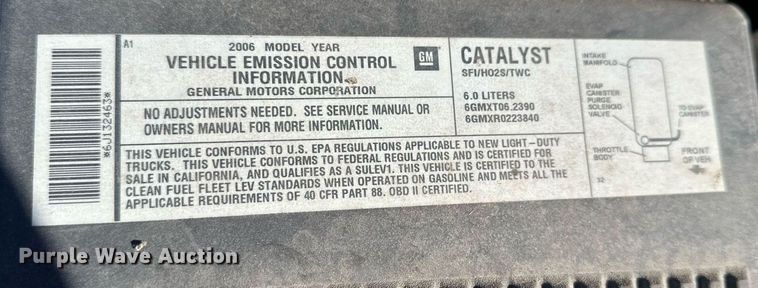 A1
2006 MODEL YEAR
VEHICLE EMISSION CONTROL
INFORMATION
GENERAL MOTORS CORPORATION
GM
CATALYST
SFI/HO2S/TWC
6.0 LITERS
6GMXT06.2390
6GMXR0223840
NO ADJUSTMENTS NEEDED. SEE SERVICE MANUAL OR
OWNERS MANUAL FOR MORE INFORMATION.
THIS VEHICLE CONFORMS TO U.S. EPA REGULATIONS APPLICABLE TO NEW LIGHT-DUTY
TRUCKS. THIS VEHICLE CONFORMS TO FEDERAL REGULATIONS AND IS CERTIFIED FOR
SALE IN CALIFORNIA, AND QUALIFIES AS A SULEV1. THIS VEHICLE IS CERTIFIED TO
CLEAN FUEL FLEET LEV STANDARDS WHEN OPERATED ON GASOLINE AND MEETS ALL THE
APPLICABLE REQUIREMENTS OF 40 CFR PART 88. OBD II CERTIFIED.
*6J132463*
INTAKE
MANIFOLD
EVAP
CANISTER
PURGE
SOLENOID
VALVE
TO EVAP
CANISTER
THROTTLE
BODY
FRONT
OF VEH
Purple Wave Auction